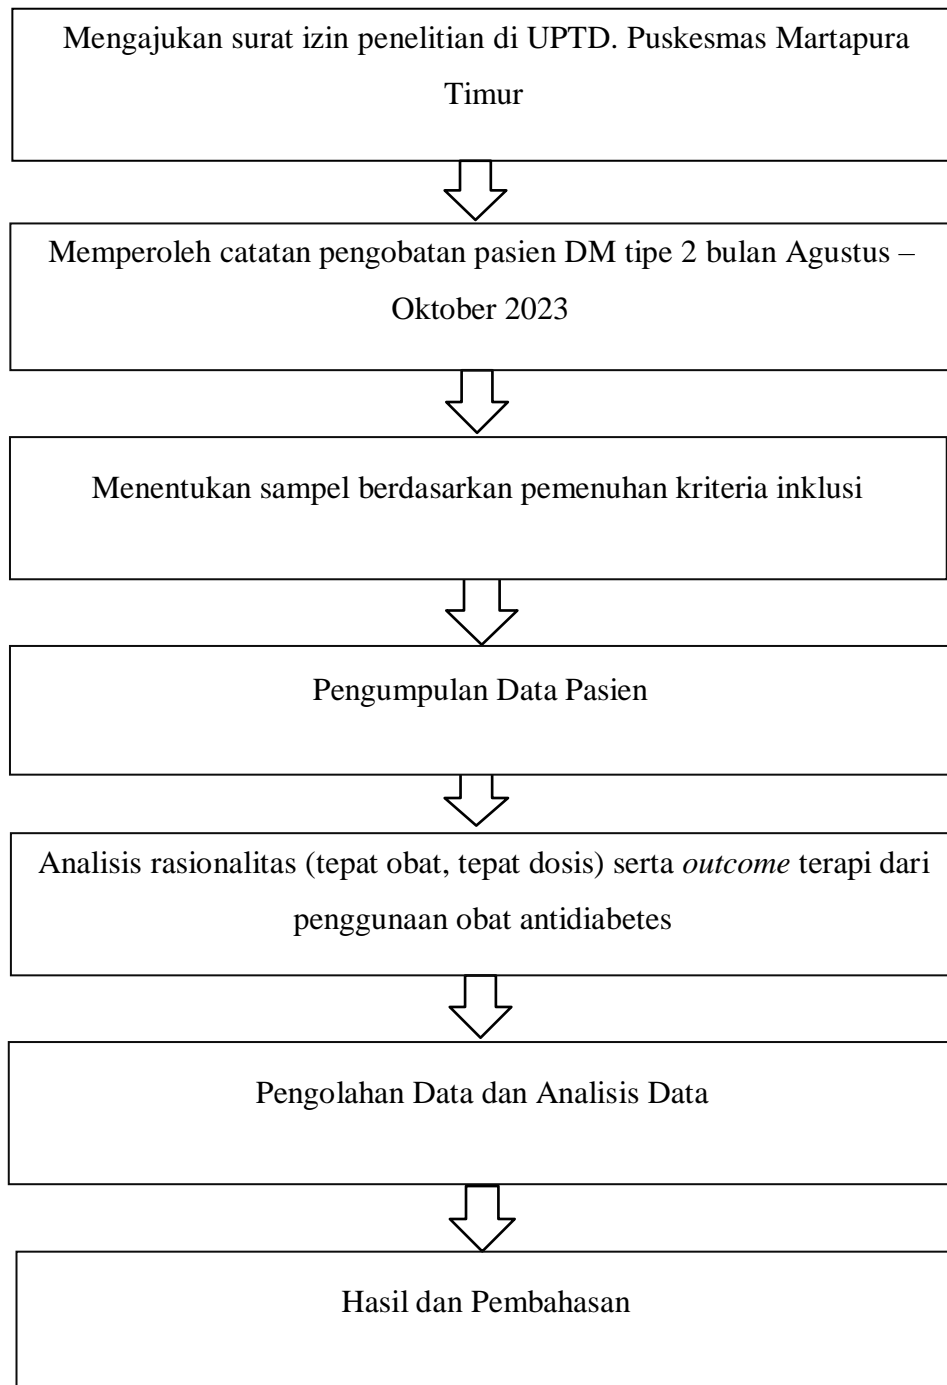 Mengajukan surat izin penelitian di UPTD. Puskesmas Martapura
Timur
Memperoleh catatan pengobatan pasien DM tipe 2 bulan Agustus –
Oktober 2023
Menentukan sampel berdasarkan pemenuhan kriteria inklusi
Pengumpulan Data Pasien
Analisis rasionalitas (tepat obat, tepat dosis) serta outcome terapi dari
penggunaan obat antidiabetes
Pengolahan Data dan Analisis Data
Hasil dan Pembahasan